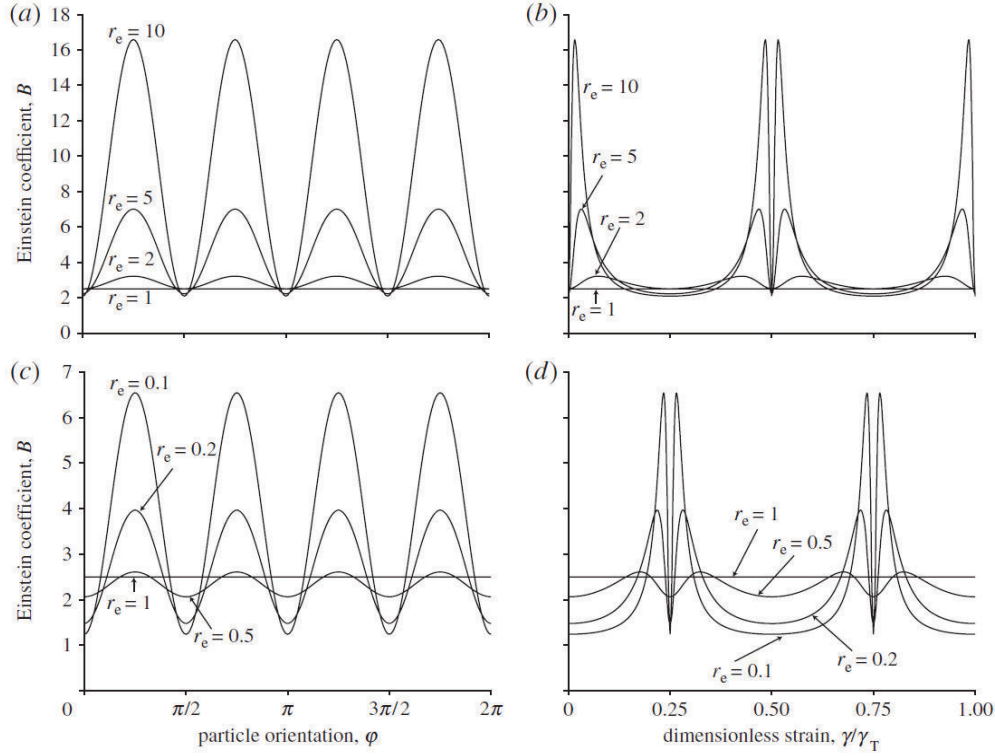 (a)
18
16
14
12
10
8
6
4
2
0
Einstein coefficient, B
r_e = 10
r_e = 5
r_e = 2
r_e = 1
(b)
r_e = 10
r_e = 5
r_e = 2
r_e = 1
(c)
7
6
5
4
3
2
1
0
Einstein coefficient, B
r_e = 0.1
r_e = 0.2
r_e = 1
r_e = 0.5
π/2
π
3π/2
2π
particle orientation, φ
(d)
r_e = 1
r_e = 0.5
r_e = 0.2
r_e = 0.1
0
0.25
0.50
0.75
1.00
dimensionless strain, γ/γ_T